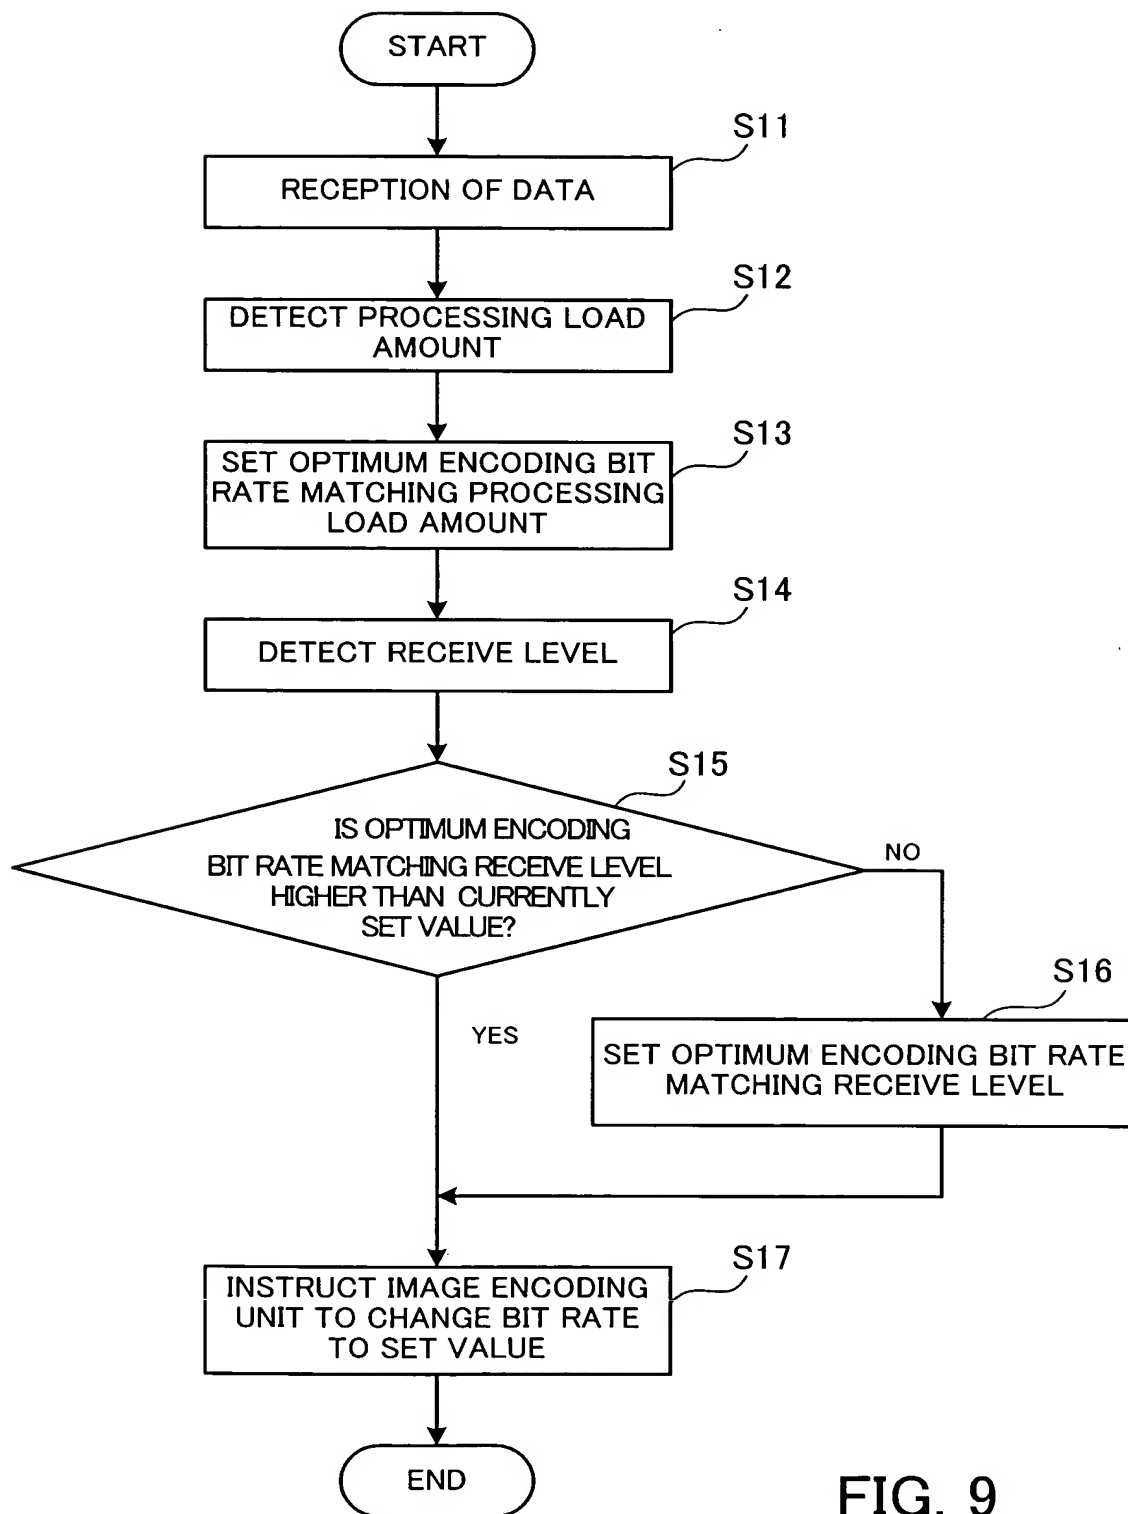 START
S11
RECEPTION OF DATA
S12
DETECT PROCESSING LOAD
AMOUNT
S13
SET OPTIMUM ENCODING BIT
RATE MATCHING PROCESSING
LOAD AMOUNT
S14
DETECT RECEIVE LEVEL
S15
IS OPTIMUM ENCODING
BIT RATE MATCHING RECEIVE LEVEL
HIGHER THAN CURRENTLY
SET VALUE?
NO
YES
S16
SET OPTIMUM ENCODING BIT RATE
MATCHING RECEIVE LEVEL
S17
INSTRUCT IMAGE ENCODING
UNIT TO CHANGE BIT RATE
TO SET VALUE
END
FIG. 9